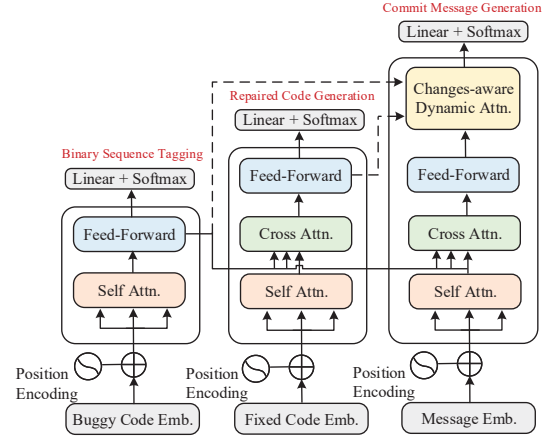 Commit Message Generation
Linear + Softmax
Changes-aware
Dynamic Attn.
Repaired Code Generation
Linear + Softmax
Binary Sequence Tagging
Linear + Softmax
Feed-Forward
Feed-Forward
Feed-Forward
Cross Attn.
Cross Attn.
Self Attn.
Self Attn.
Self Attn.
Position
Encoding
Position
Encoding
Position
Encoding
Buggy Code Emb.
Fixed Code Emb.
Message Emb.